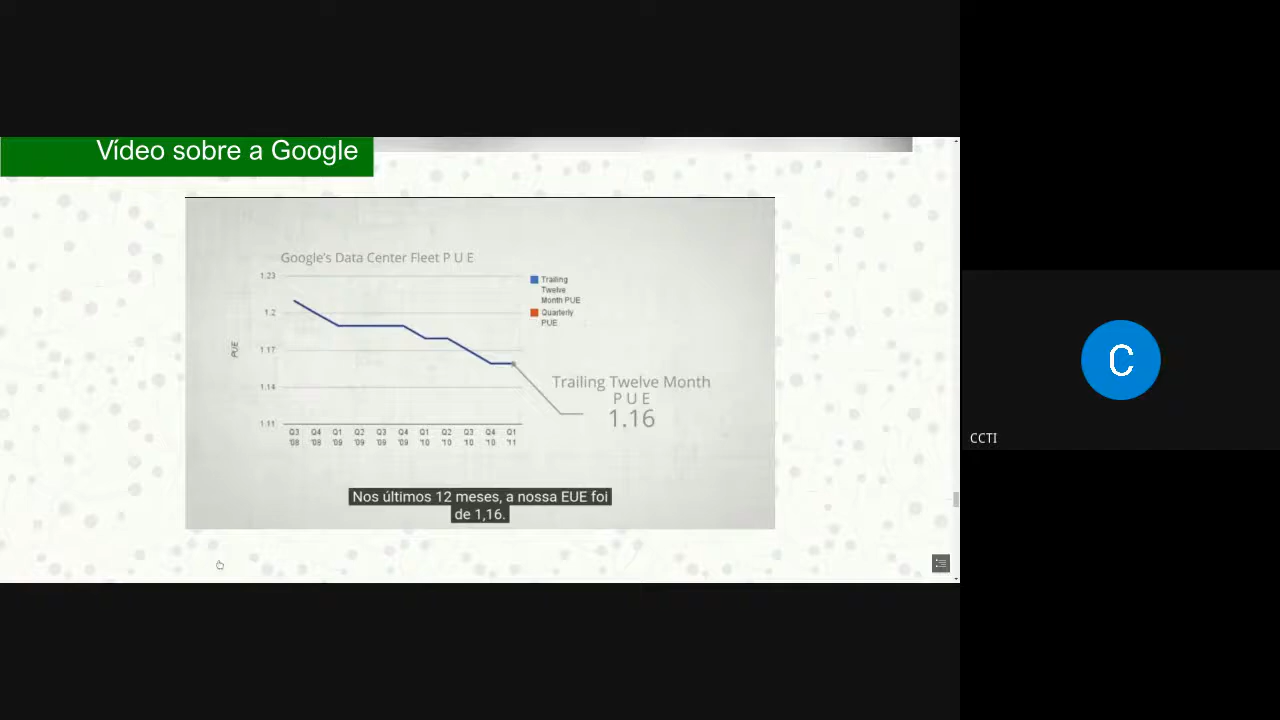 Vídeo sobre a Google
Google's Data Center Fleet P U E
1.23
1.2
1.17
1.14
1.11
PUE
Q3 Q4 Q1 Q2 Q3 Q4 Q1 Q2 Q3 Q4 Q1
'08 '08 '09 '09 '09 '09 '10 '10 '10 '10 '11
Trailing
Twelve
Month PUE
Quarterly
PUE
Trailing Twelve Month
P U E
1.16
Nos últimos 12 meses, a nossa EUE foi
de 1,16.
C
CCTI